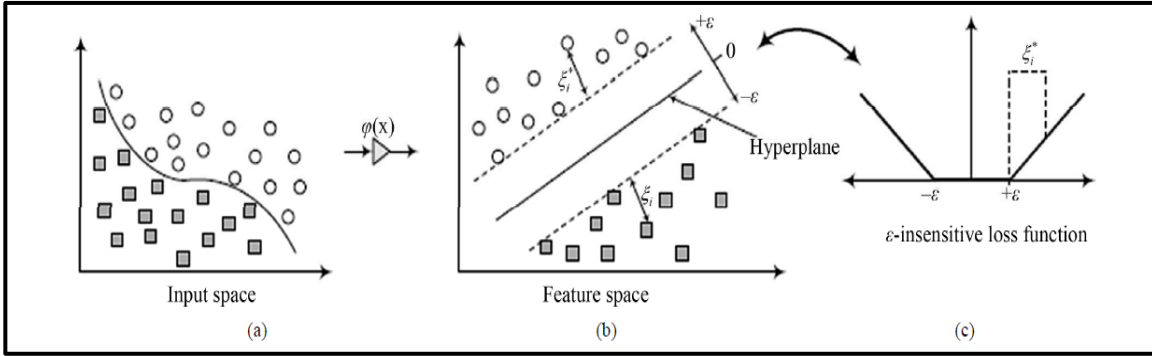 φ(x)
Input space
(a)
+ε
0
−ε
ξᵢ*
Hyperplane
ξᵢ
Feature space
(b)
ξᵢ*
−ε
+ε
ε-insensitive loss function
(c)